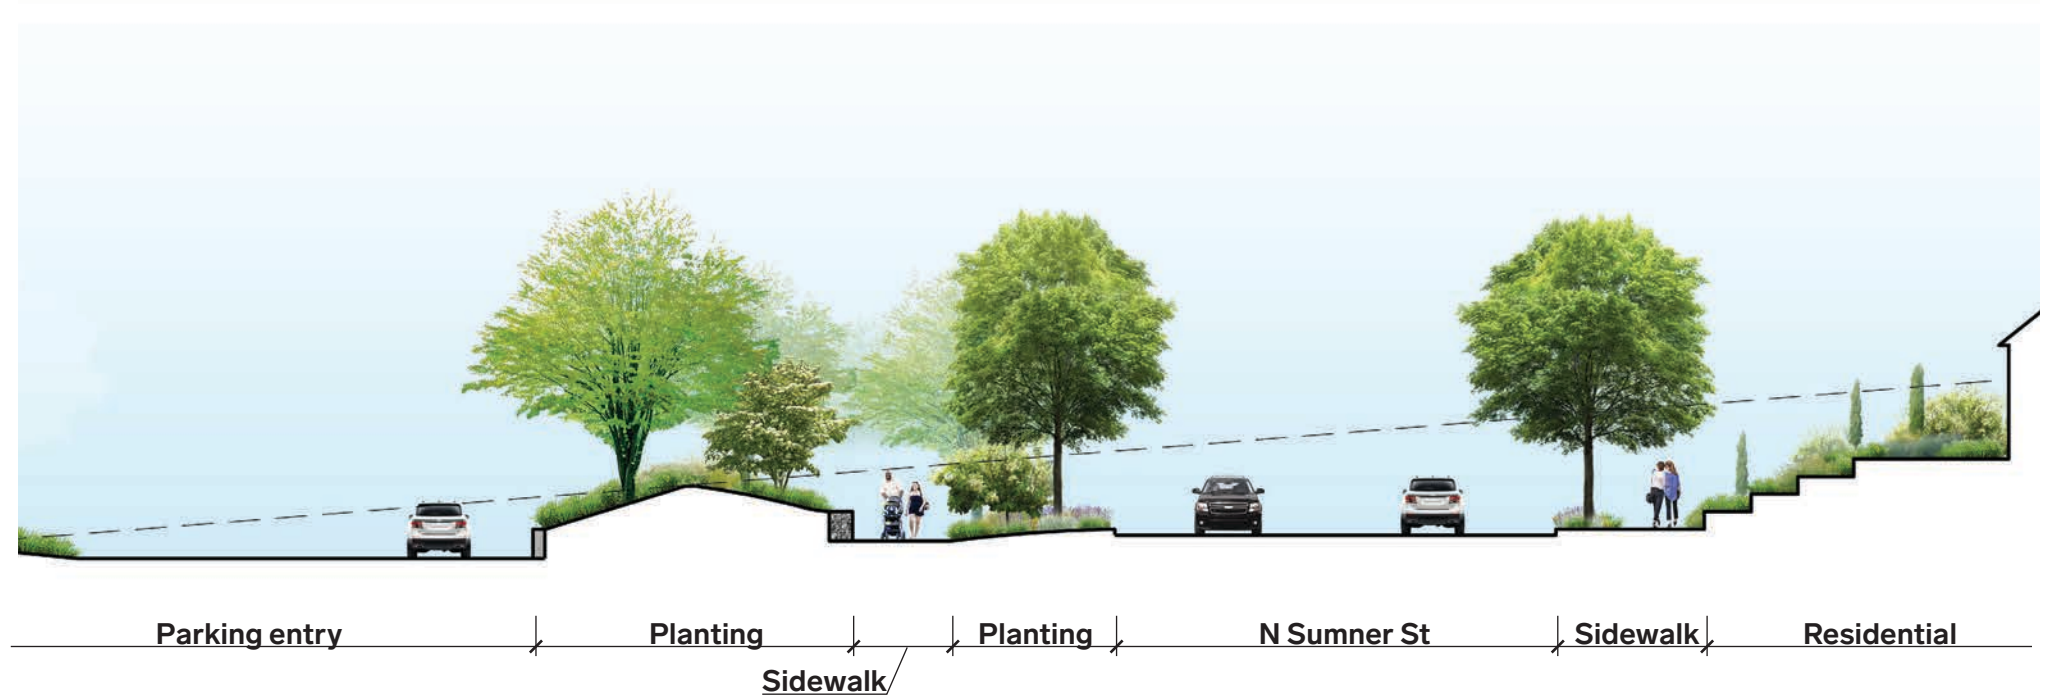 Parking entry
Planting
Sidewalk
Planting
N Sumner St
Sidewalk
Residential